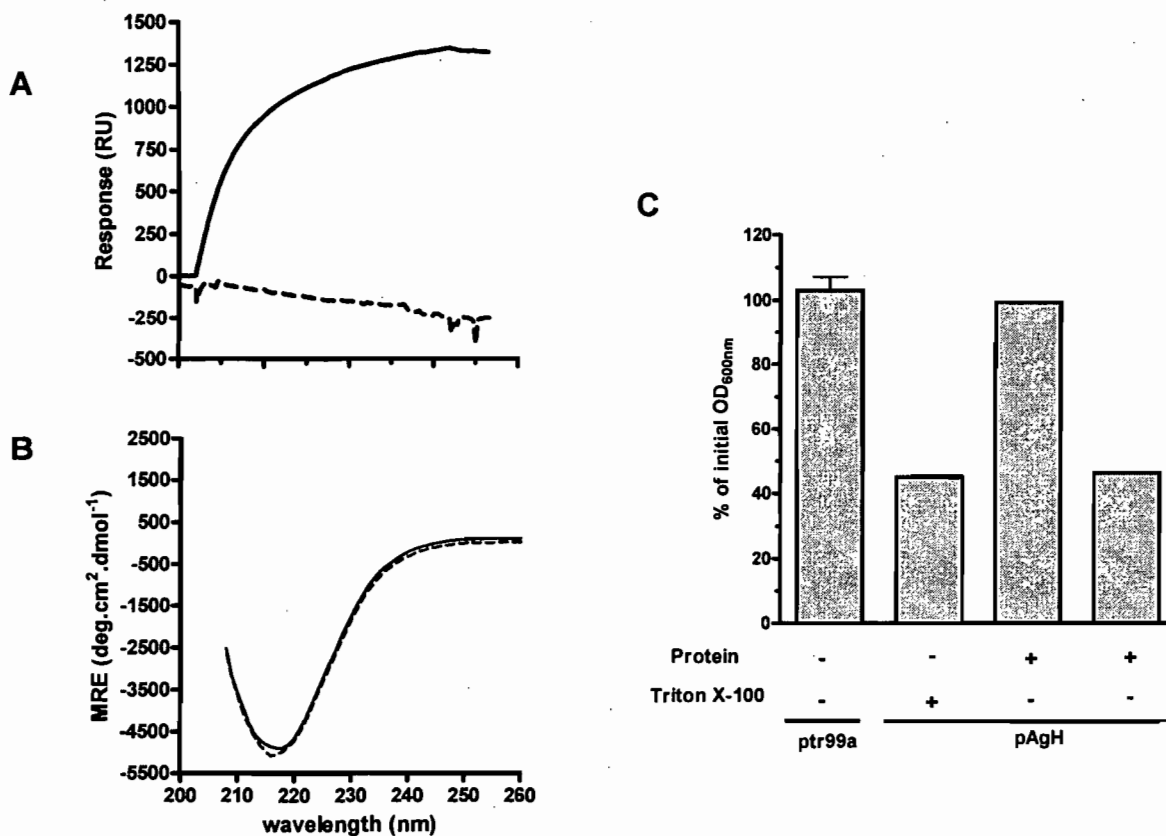 A
1500
1250
1000
750
500
250
0
-250
-500
Response (RU)
B
2500
1500
500
-500
-1500
-2500
-3500
-4500
-5500
MRE (deg.cm2.dmol-1)
200 210 220 230 240 250 260
wavelength (nm)
C
120
100
80
60
40
20
0
% of initial OD600nm
Protein - - + +
Triton X-100 - + - -
ptr99a pAgH